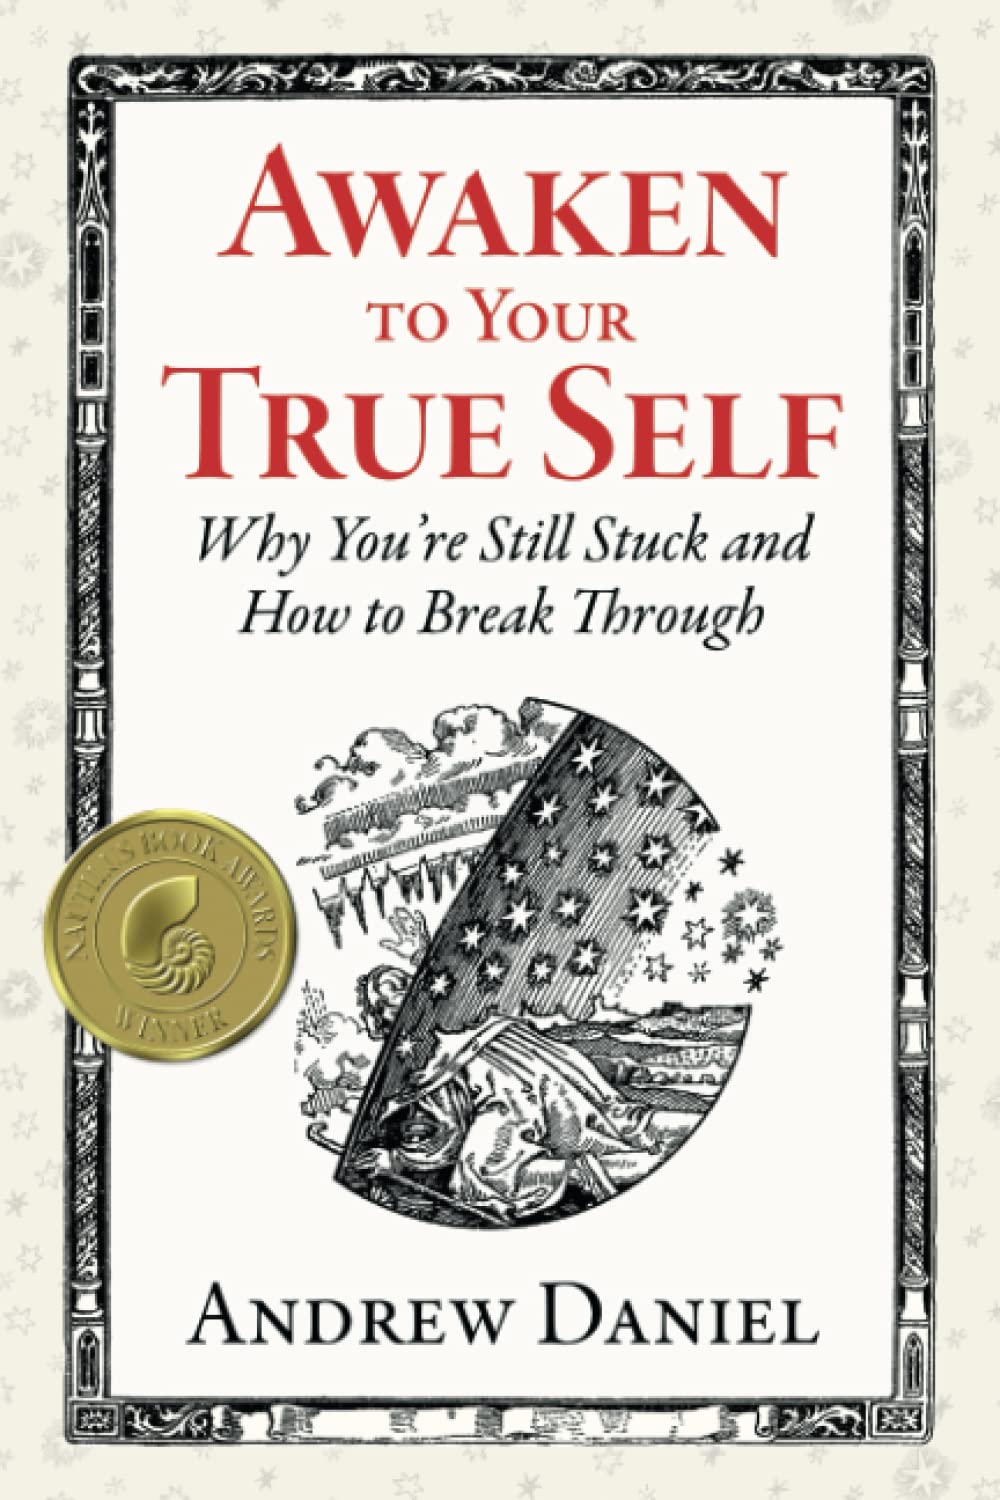 AWAKEN
TO YOUR
TRUE SELF
Why You're Still Stuck and
How to Break Through
NAUTILUS BOOK AWARDS
WINNER
ANDREW DANIEL